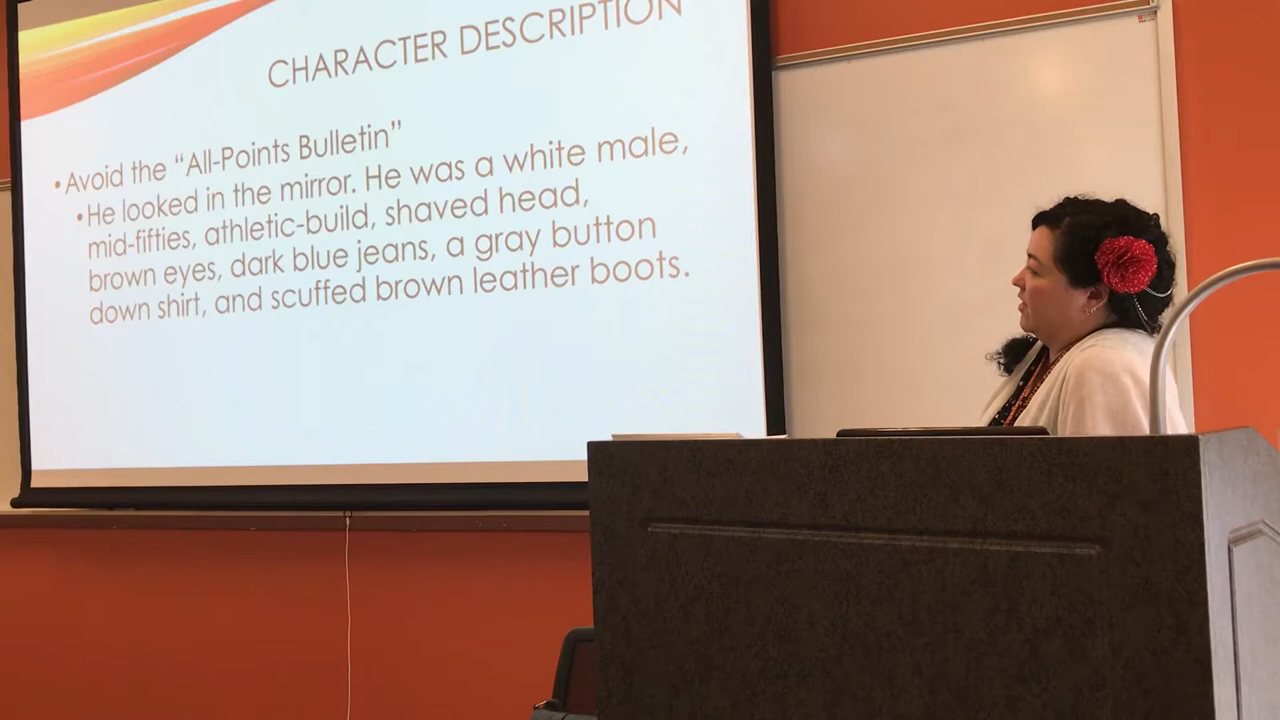 CHARACTER DESCRIPTION
•Avoid the “All-Points Bulletin”
•He looked in the mirror. He was a white male,
mid-fifties, athletic-build, shaved head,
brown eyes, dark blue jeans, a gray button
down shirt, and scuffed brown leather boots.